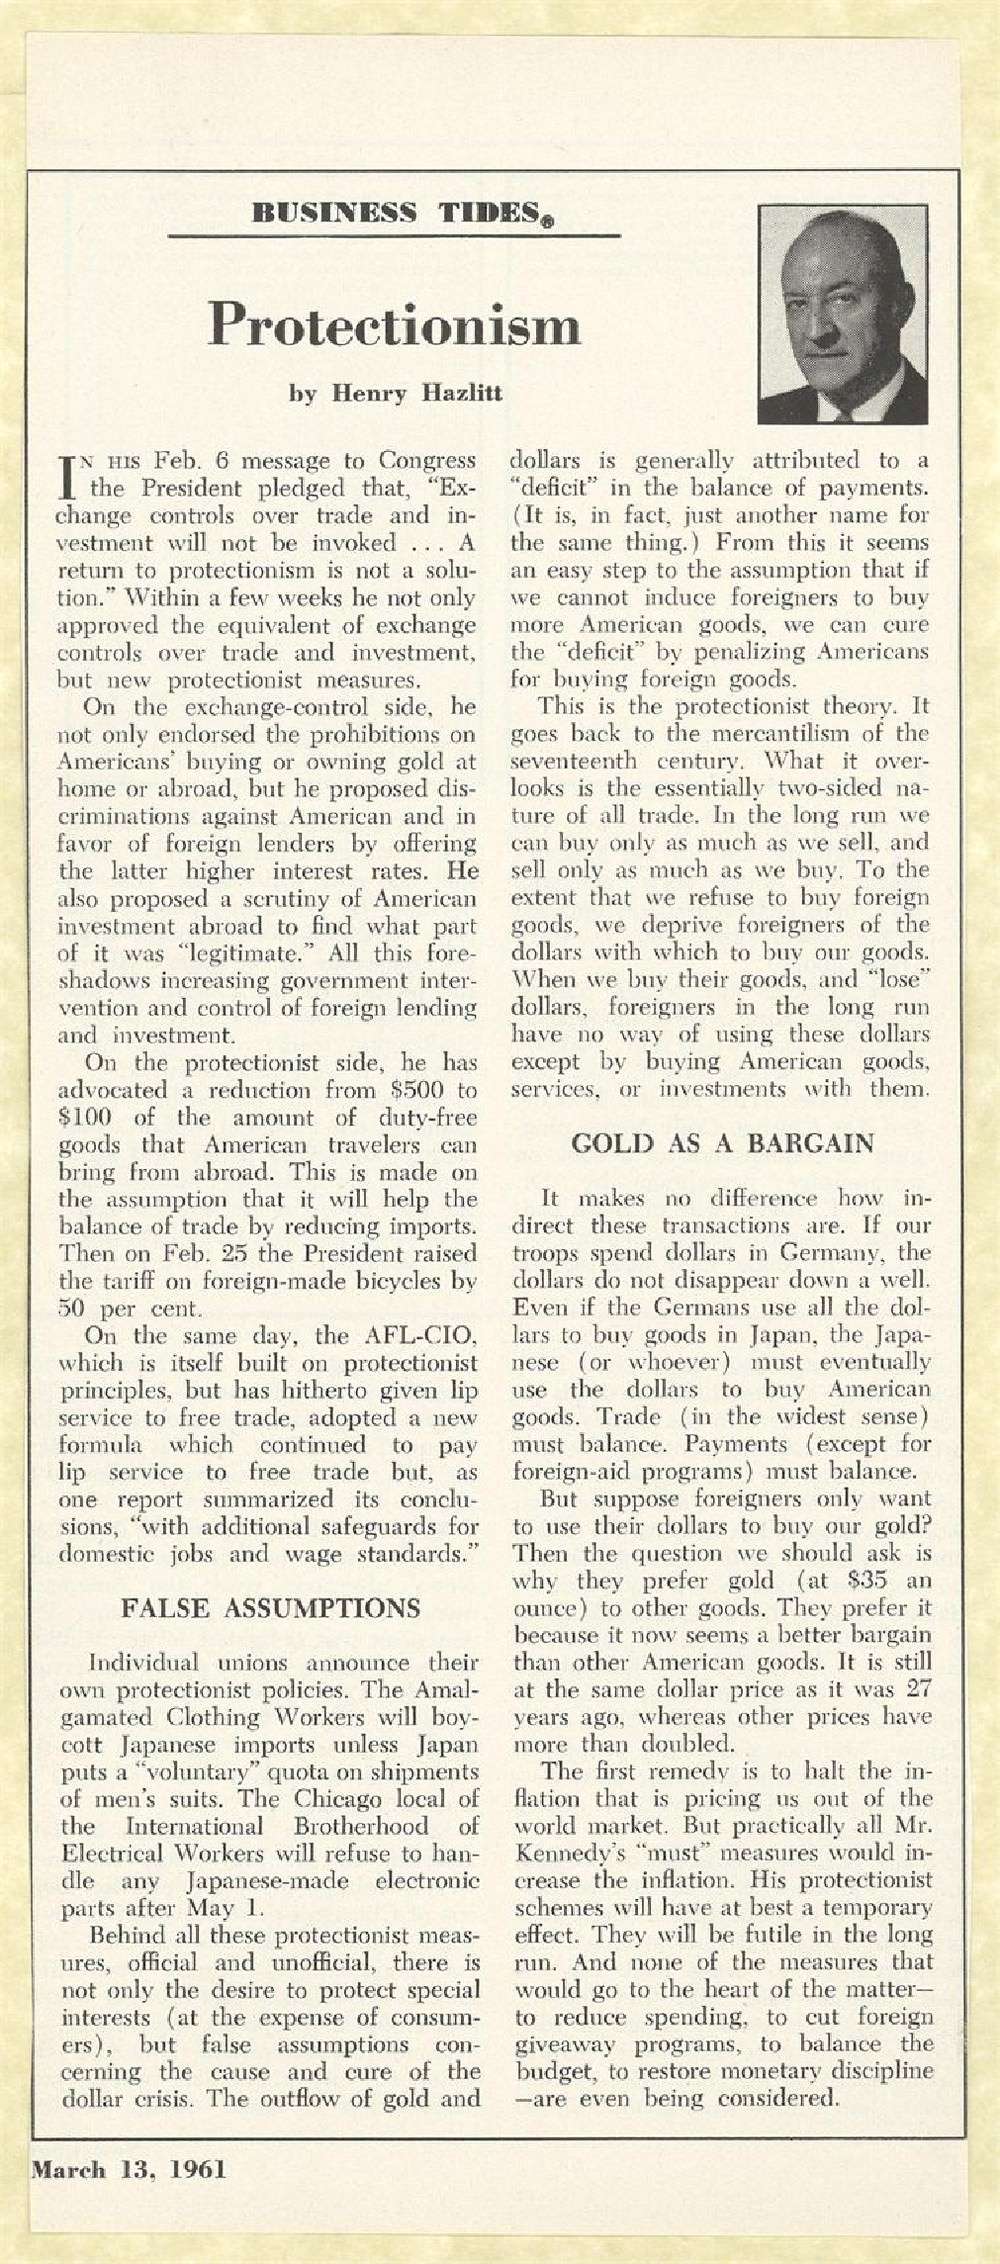 BUSINESS TIDES®
Protectionism
by Henry Hazlitt
IN HIS Feb. 6 message to Congress
the President pledged that, “Ex-
change controls over trade and in-
vestment will not be invoked ... A
return to protectionism is not a solu-
tion.” Within a few weeks he not only
approved the equivalent of exchange
controls over trade and investment,
but new protectionist measures.
On the exchange-control side, he
not only endorsed the prohibitions on
Americans’ buying or owning gold at
home or abroad, but he proposed dis-
criminations against American and in
favor of foreign lenders by offering
the latter higher interest rates. He
also proposed a scrutiny of American
investment abroad to find what part
of it was “legitimate.” All this fore-
shadows increasing government inter-
vention and control of foreign lending
and investment.
On the protectionist side, he has
advocated a reduction from $500 to
$100 of the amount of duty-free
goods that American travelers can
bring from abroad. This is made on
the assumption that it will help the
balance of trade by reducing imports.
Then on Feb. 25 the President raised
the tariff on foreign-made bicycles by
50 per cent.
On the same day, the AFL-CIO,
which is itself built on protectionist
principles, but has hitherto given lip
service to free trade, adopted a new
formula which continued to pay
lip service to free trade but, as
one report summarized its conclu-
sions, “with additional safeguards for
domestic jobs and wage standards.”
FALSE ASSUMPTIONS
Individual unions announce their
own protectionist policies. The Amal-
gamated Clothing Workers will boy-
cott Japanese imports unless Japan
puts a “voluntary” quota on shipments
of men’s suits. The Chicago local of
the International Brotherhood of
Electrical Workers will refuse to han-
dle any Japanese-made electronic
parts after May 1.
Behind all these protectionist meas-
ures, official and unofficial, there is
not only the desire to protect special
interests (at the expense of consum-
ers), but false assumptions con-
cerning the cause and cure of the
dollar crisis. The outflow of gold and
dollars is generally attributed to a
“deficit” in the balance of payments.
(It is, in fact, just another name for
the same thing.) From this it seems
an easy step to the assumption that if
we cannot induce foreigners to buy
more American goods, we can cure
the “deficit” by penalizing Americans
for buying foreign goods.
This is the protectionist theory. It
goes back to the mercantilism of the
seventeenth century. What it over-
looks is the essentially two-sided na-
ture of all trade. In the long run we
can buy only as much as we sell, and
sell only as much as we buy. To the
extent that we refuse to buy foreign
goods, we deprive foreigners of the
dollars with which to buy our goods.
When we buy their goods, and “lose”
dollars, foreigners in the long run
have no way of using these dollars
except by buying American goods,
services, or investments with them.
GOLD AS A BARGAIN
It makes no difference how in-
direct these transactions are. If our
troops spend dollars in Germany, the
dollars do not disappear down a well.
Even if the Germans use all the dol-
lars to buy goods in Japan, the Japa-
nese (or whoever) must eventually
use the dollars to buy American
goods. Trade (in the widest sense)
must balance. Payments (except for
foreign-aid programs) must balance.
But suppose foreigners only want
to use their dollars to buy our gold?
Then the question we should ask is
why they prefer gold (at $35 an
ounce) to other goods. They prefer it
because it now seems a better bargain
than other American goods. It is still
at the same dollar price as it was 27
years ago, whereas other prices have
more than doubled.
The first remedy is to halt the in-
flation that is pricing us out of the
world market. But practically all Mr.
Kennedy’s “must” measures would in-
crease the inflation. His protectionist
schemes will have at best a temporary
effect. They will be futile in the long
run. And none of the measures that
would go to the heart of the matter—
to reduce spending, to cut foreign
giveaway programs, to balance the
budget, to restore monetary discipline
—are even being considered.
March 13, 1961